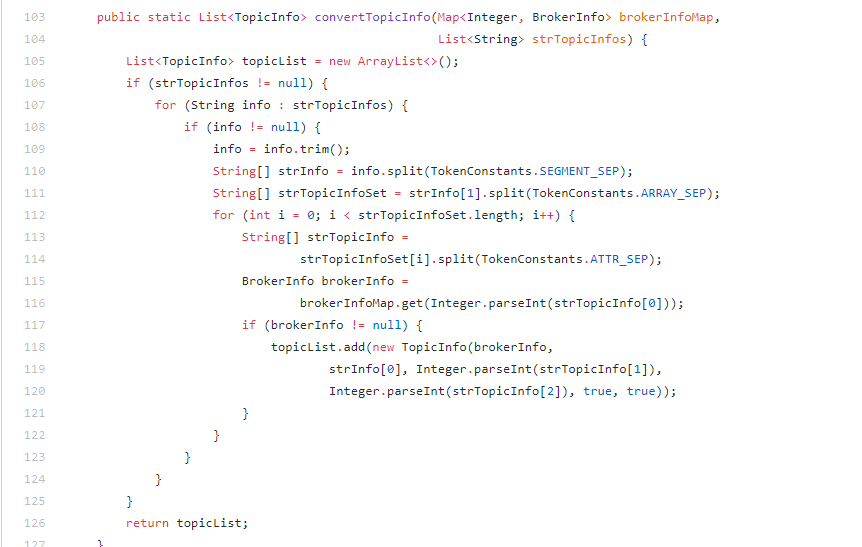 103 public static List<TopicInfo> convertTopicInfo(Map<Integer, BrokerInfo> brokerInfoMap,
104 List<String> strTopicInfos) {
105 List<TopicInfo> topicList = new ArrayList<>();
106 if (strTopicInfos != null) {
107 for (String info : strTopicInfos) {
108 if (info != null) {
109 info = info.trim();
110 String[] strInfo = info.split(TokenConstants.SEGMENT_SEP);
111 String[] strTopicInfoSet = strInfo[1].split(TokenConstants.ARRAY_SEP);
112 for (int i = 0; i < strTopicInfoSet.length; i++) {
113 String[] strTopicInfo =
114 strTopicInfoSet[i].split(TokenConstants.ATTR_SEP);
115 BrokerInfo brokerInfo =
116 brokerInfoMap.get(Integer.parseInt(strTopicInfo[0]));
117 if (brokerInfo != null) {
118 topicList.add(new TopicInfo(brokerInfo,
119 strInfo[0], Integer.parseInt(strTopicInfo[1]),
120 Integer.parseInt(strTopicInfo[2]), true, true));
121 }
122 }
123 }
124 }
125 }
126 return topicList;
127 }